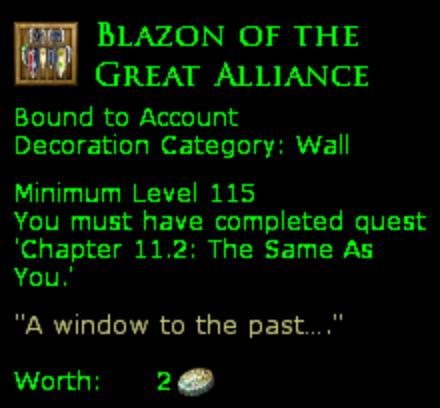 Blazon of the
Great Alliance
Bound to Account
Decoration Category: Wall
Minimum Level 115
You must have completed quest
'Chapter 11.2: The Same As
You.'
"A window to the past...."
Worth: 2